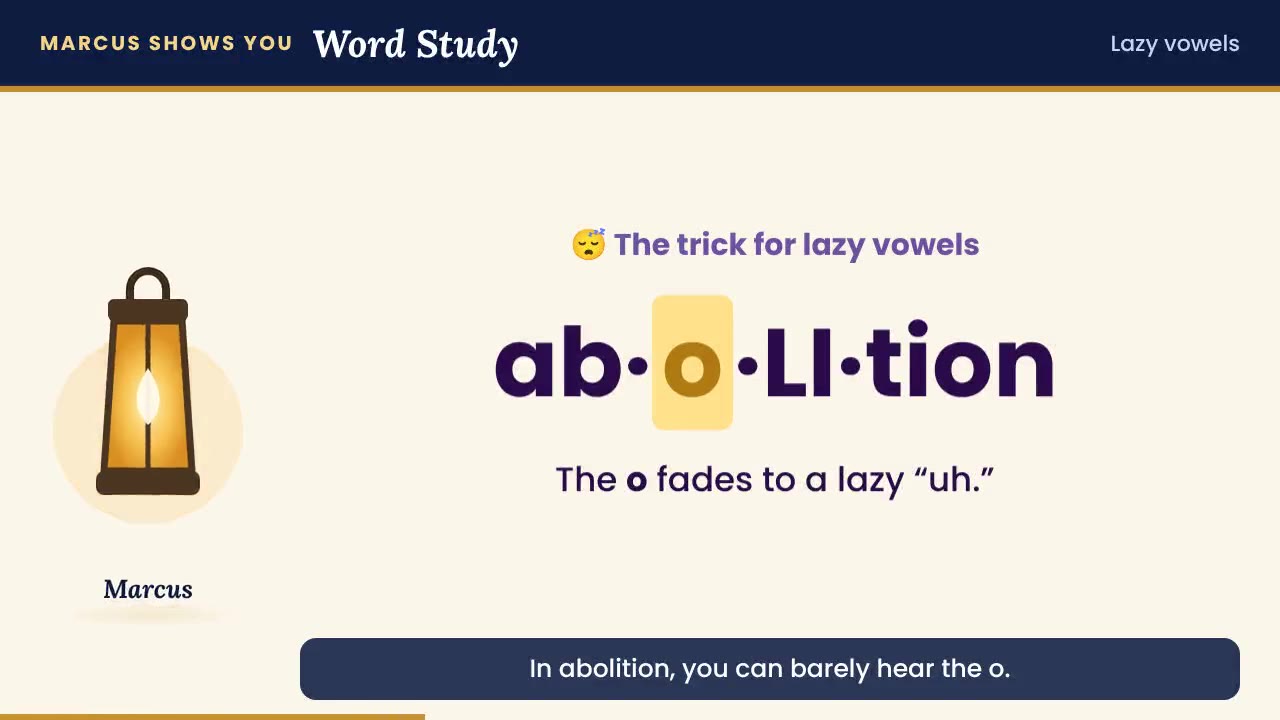 MARCUS SHOWS YOU Word Study
Lazy vowels
😴 The trick for lazy vowels
ab·o·LI·tion
The o fades to a lazy “uh.”
Marcus
In abolition, you can barely hear the o.